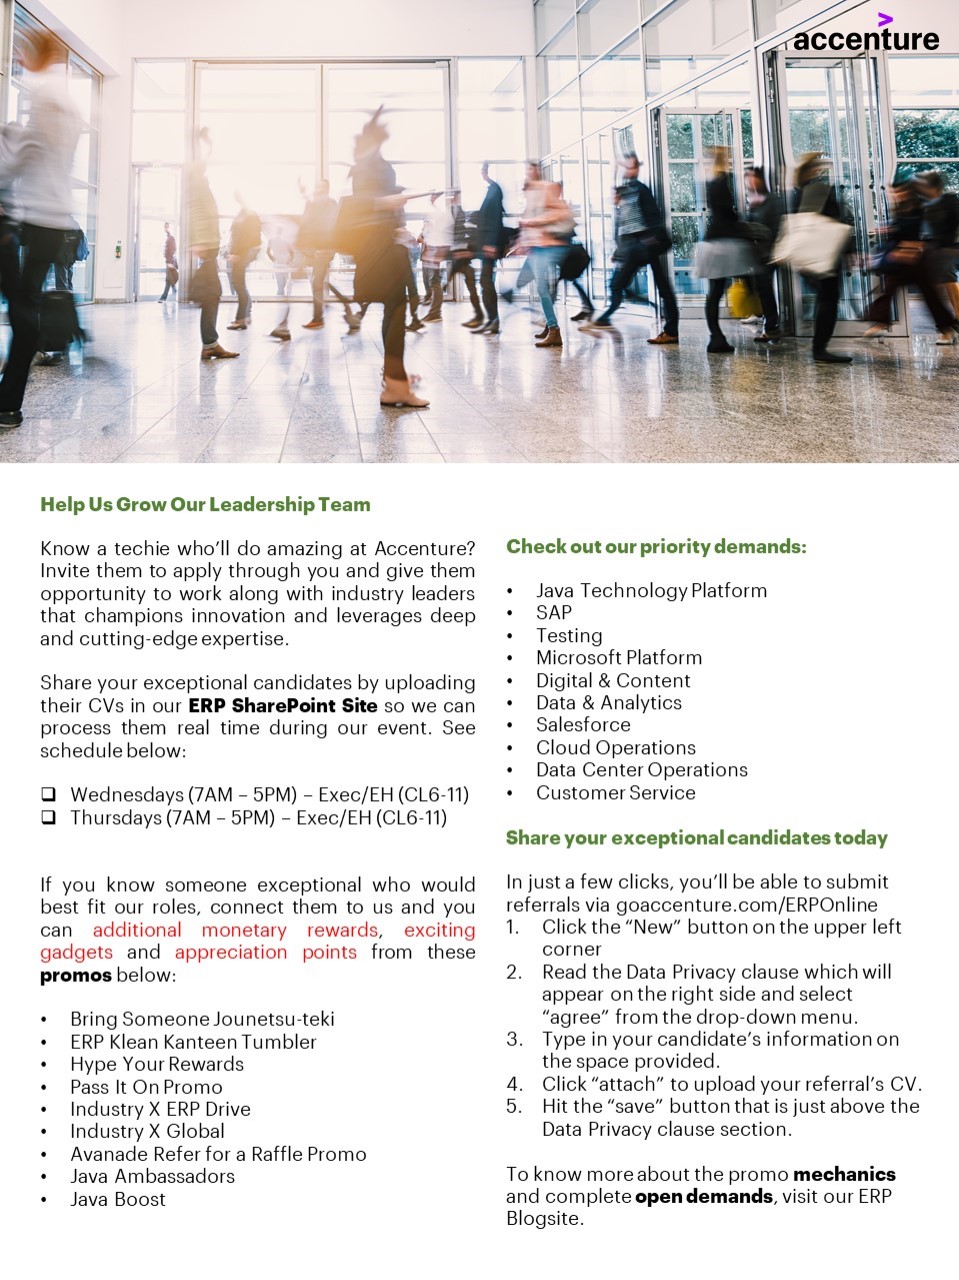 accenture
Help Us Grow Our Leadership Team
Know a techie who'll do amazing at Accenture?
Invite them to apply through you and give them
opportunity to work along with industry leaders
that champions innovation and leverages deep
and cutting-edge expertise.
Share your exceptional candidates by uploading
their CVs in our ERP SharePoint Site so we can
process them real time during our event. See
schedule below:
❑ Wednesdays (7AM – 5PM) – Exec/EH (CL6-11)
❑ Thursdays (7AM – 5PM) – Exec/EH (CL6-11)
If you know someone exceptional who would
best fit our roles, connect them to us and you
can additional monetary rewards, exciting
gadgets and appreciation points from these
promos below:
• Bring Someone Jounetsu-teki
• ERP Klean Kanteen Tumbler
• Hype Your Rewards
• Pass It On Promo
• Industry X ERP Drive
• Industry X Global
• Avanade Refer for a Raffle Promo
• Java Ambassadors
• Java Boost
Check out our priority demands:
• Java Technology Platform
• SAP
• Testing
• Microsoft Platform
• Digital & Content
• Data & Analytics
• Salesforce
• Cloud Operations
• Data Center Operations
• Customer Service
Share your exceptional candidates today
In just a few clicks, you'll be able to submit
referrals via goaccenture.com/ERPOnline
1. Click the “New” button on the upper left
corner
2. Read the Data Privacy clause which will
appear on the right side and select
“agree” from the drop-down menu.
3. Type in your candidate's information on
the space provided.
4. Click “attach” to upload your referral's CV.
5. Hit the “save” button that is just above the
Data Privacy clause section.
To know more about the promo mechanics
and complete open demands, visit our ERP
Blogsite.